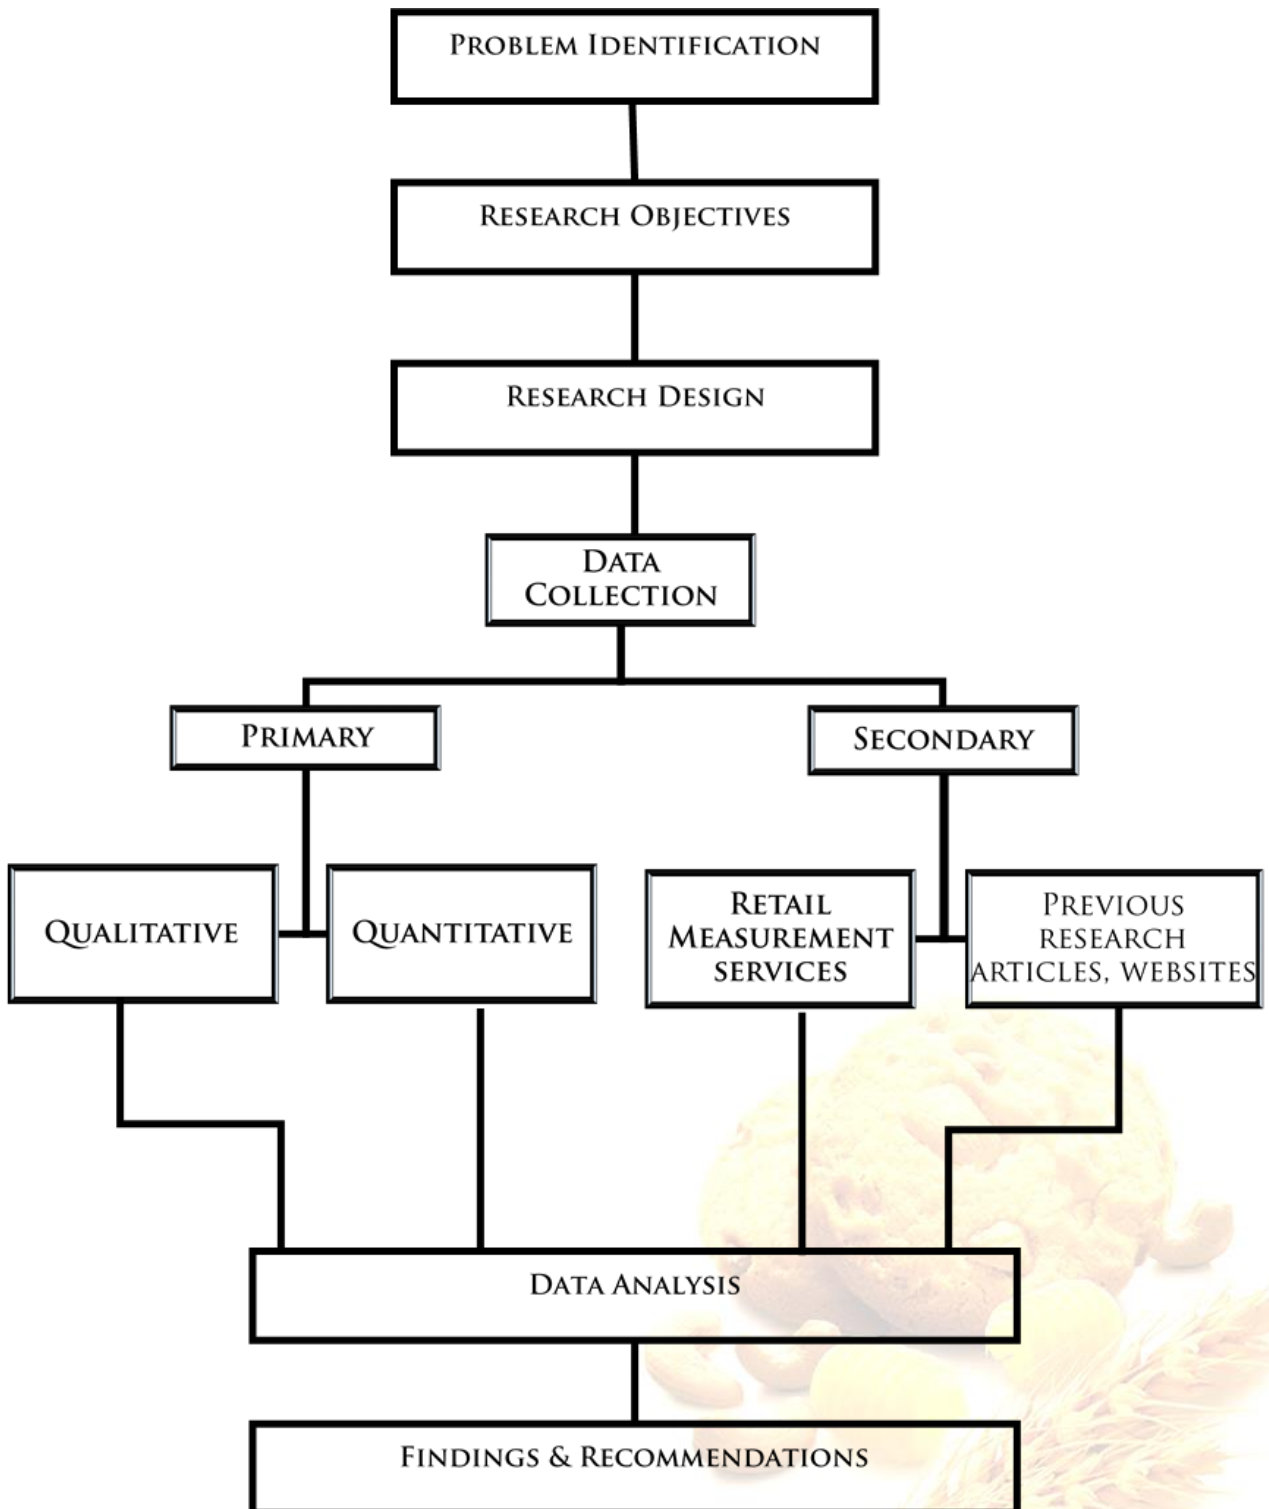 PROBLEM IDENTIFICATION
RESEARCH OBJECTIVES
RESEARCH DESIGN
DATA
COLLECTION
PRIMARY
SECONDARY
QUALITATIVE
QUANTITATIVE
RETAIL
MEASUREMENT
SERVICES
PREVIOUS
RESEARCH
ARTICLES, WEBSITES
DATA ANALYSIS
FINDINGS & RECOMMENDATIONS